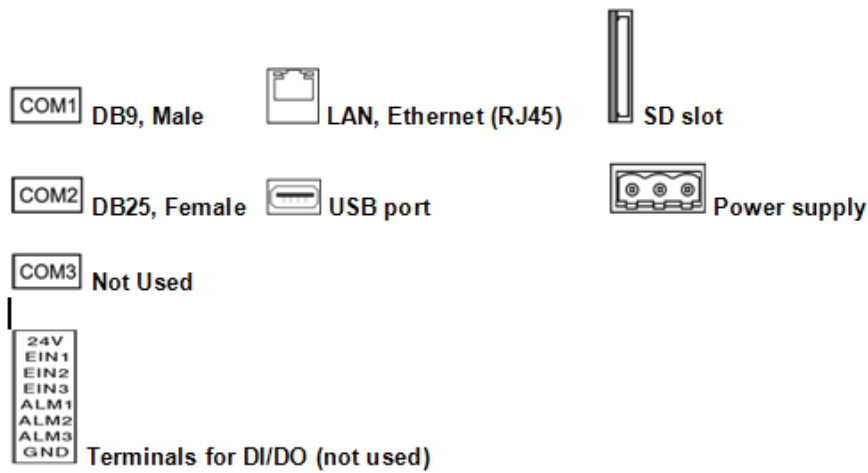 COM1 DB9, Male LAN, Ethernet (RJ45) SD slot
COM2 DB25, Female USB port Power supply
COM3 Not Used
24V
EIN1
EIN2
EIN3
ALM1
ALM2
ALM3
GND Terminals for DI/DO (not used)